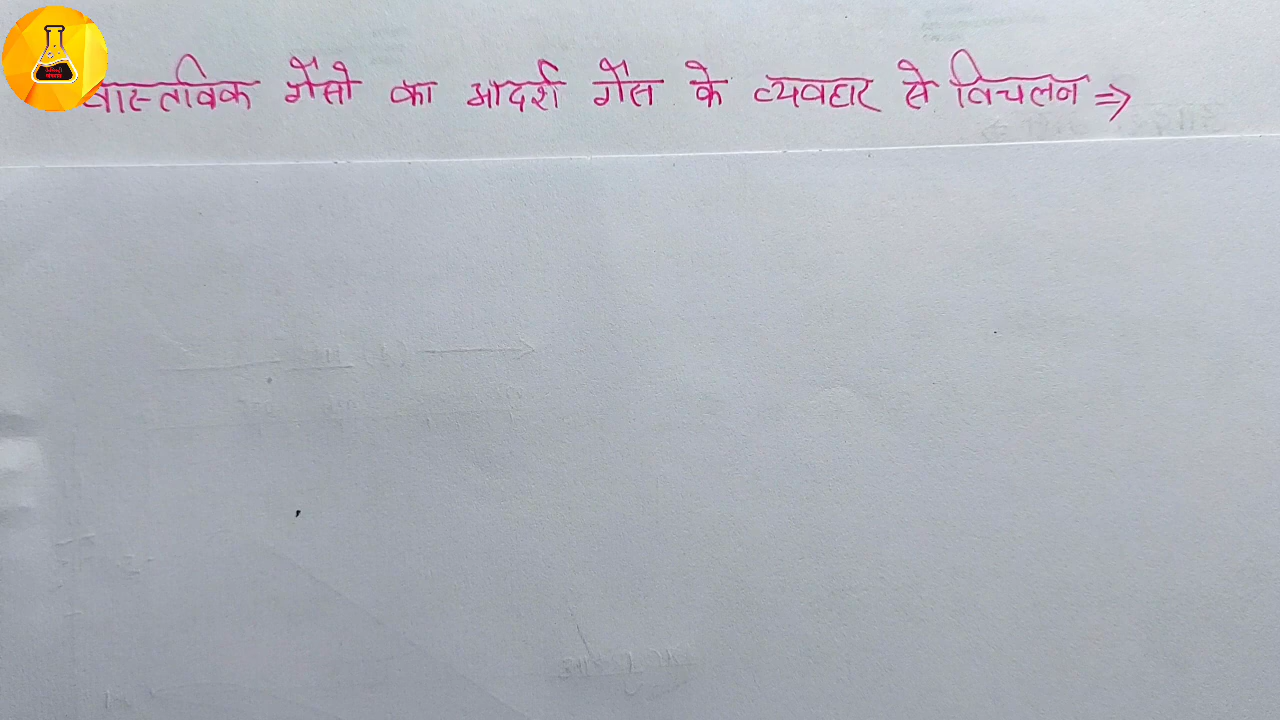 वास्तविक गैसो का आदर्श गैस के व्यवहार से विचलन ⇒